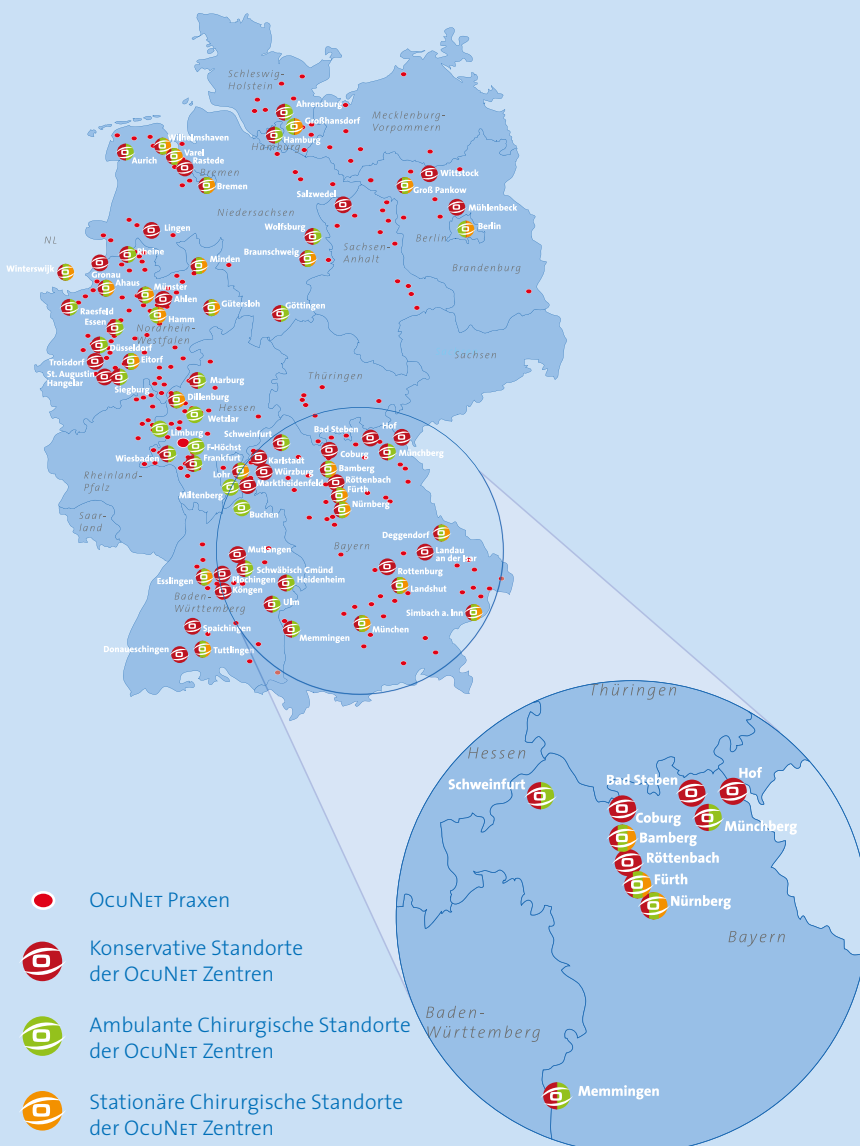 Schleswig-
Holstein
Mecklenburg-
Vorpommern
Ahrensburg
Großhansdorf
Hamburg
Hamburg
Wilhelmshaven
Varel
Rastede
Aurich
Bremen
Bremen
Wittstock
Groß Pankow
Salzwedel
Mühlenbeck
Niedersachsen
Lingen
Wolfsburg
Berlin
Berlin
NL
Rheine
Braunschweig
Sachsen-
Anhalt
Minden
Brandenburg
Winterswijk
Gronau
Ahaus
Münster
Ahlen
Gütersloh
Göttingen
Raesfeld
Hamm
Essen
Nordrhein-
Westfalen
Düsseldorf
Troisdorf
Eitorf
Sachsen
St. Augustin
Hangelar
Siegburg
Marburg
Thüringen
Dillenburg
Hessen
Wetzlar
Limburg
Schweinfurt
Bad Steben
Hof
F-Höchst
Coburg
Münchberg
Wiesbaden
Frankfurt
Karlstadt
Bamberg
Lohr
Würzburg
Rheinland-
Pfalz
Marktheidenfeld
Röttenbach
Miltenberg
Fürth
Nürnberg
Buchen
Saar-
land
Deggendorf
Bayern
Mutlangen
Landau
an der Isar
Schwäbisch Gmünd
Rottenburg
Esslingen
Plochingen
Heidenheim
Köngen
Landshut
Baden-
Württemberg
Ulm
Simbach a. Inn
Spaichingen
Memmingen
München
Donaueschingen
Tuttlingen
Thüringen
Hessen
Schweinfurt
Bad Steben
Hof
Coburg
Münchberg
Bamberg
Röttenbach
Fürth
Nürnberg
Bayern
Baden-
Württemberg
Memmingen
OcuNet Praxen
Konservative Standorte
der OcuNet Zentren
Ambulante Chirurgische Standorte
der OcuNet Zentren
Stationäre Chirurgische Standorte
der OcuNet Zentren